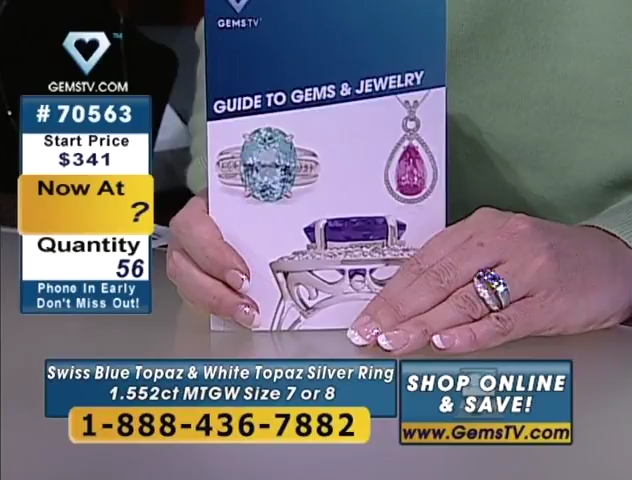 GEMSTV
GUIDE TO GEMS & JEWELRY
™
GEMSTV.COM
# 70563
Start Price
$341
Now At
?
Quantity
56
Phone In Early
Don't Miss Out!
Swiss Blue Topaz & White Topaz Silver Ring
1.552ct MTGW Size 7 or 8
1-888-436-7882
SHOP ONLINE
& SAVE!
www.GemsTV.com